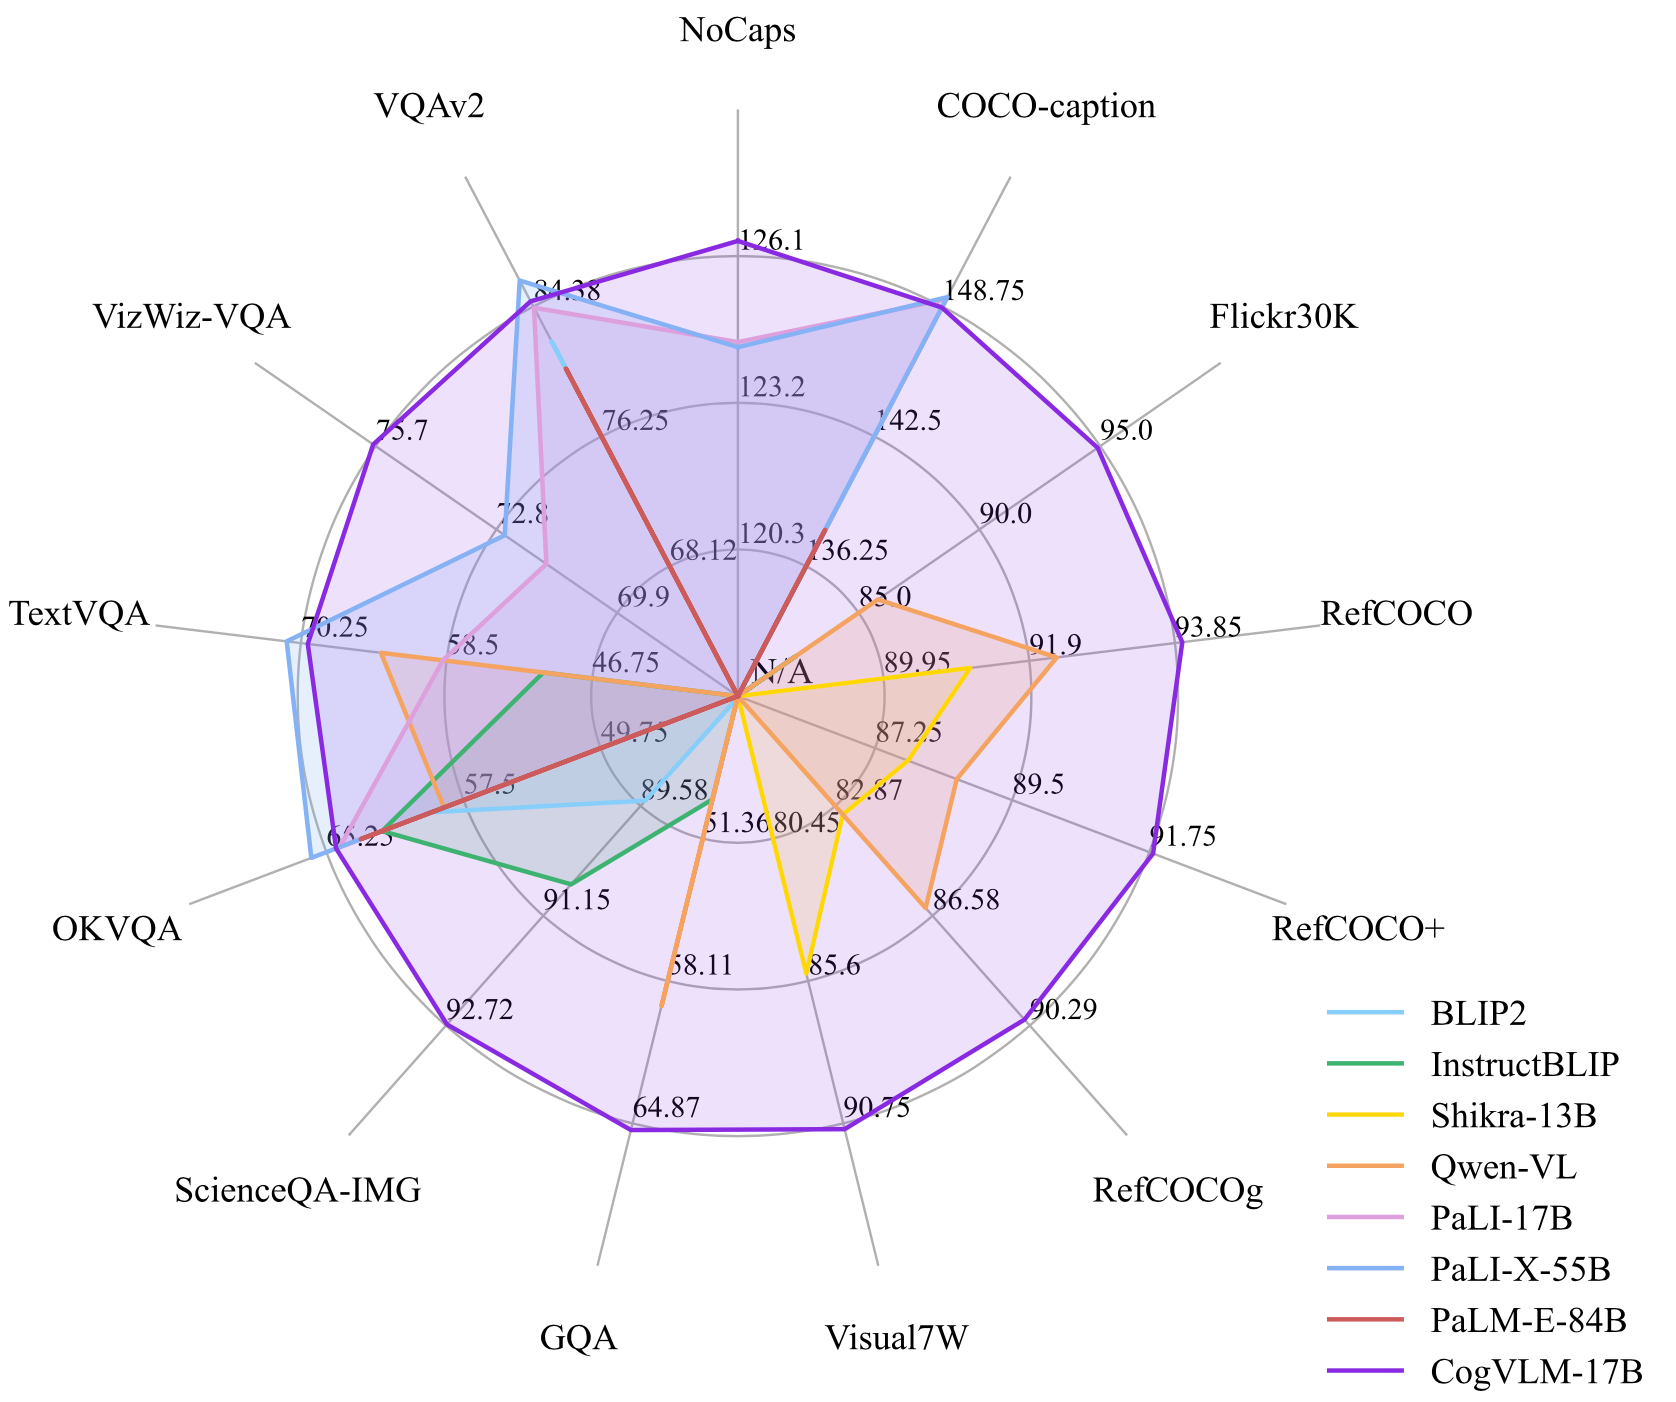 NoCaps
VQAv2
COCO-caption
VizWiz-VQA
Flickr30K
TextVQA
RefCOCO
OKVQA
RefCOCO+
ScienceQA-IMG
RefCOCOg
GQA
Visual7W
126.1
123.2
120.3
148.75
142.5
136.25
95.0
90.0
85.0
93.85
91.9
89.95
91.75
89.5
87.25
90.29
86.58
82.87
90.75
85.6
80.45
64.87
58.11
51.36
92.72
91.15
89.58
66.25
57.5
49.75
70.25
58.5
46.75
75.7
72.8
69.9
84.38
76.25
68.12
N/A
BLIP2
InstructBLIP
Shikra-13B
Qwen-VL
PaLI-17B
PaLI-X-55B
PaLM-E-84B
CogVLM-17B